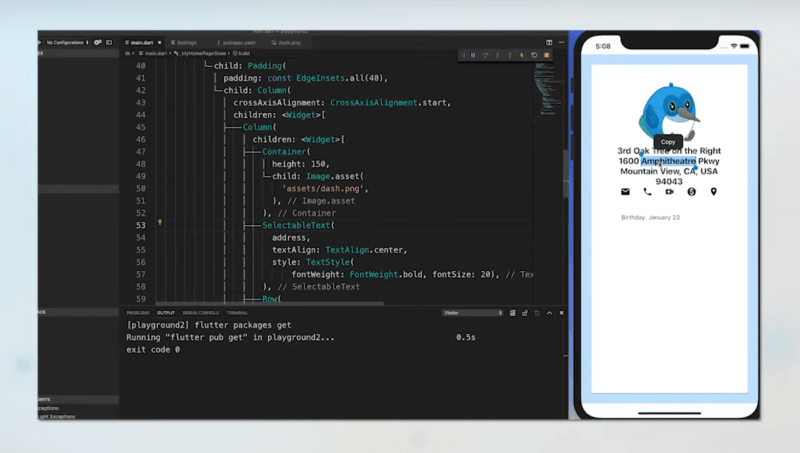 No Configurations
main.dart
Settings
pubspec.yaml
dash.png
lib > main.dart > _MyHomePageState > build
40 child: Padding(
41 padding: const EdgeInsets.all(40),
42 child: Column(
43 crossAxisAlignment: CrossAxisAlignment.start,
44 children: <Widget>[
45 Column(
46 children: <Widget>[
47 Container(
48 height: 150,
49 child: Image.asset(
50 'assets/dash.png',
51 ), // Image.asset
52 ), // Container
53 SelectableText(
54 address,
55 textAlign: TextAlign.center,
56 style: TextStyle(
57 fontWeight: FontWeight.bold, fontSize: 20), // Tex
58 ), // SelectableText
59 Row(
PROBLEMS OUTPUT DEBUG CONSOLE TERMINAL
Flutter
[playground2] flutter packages get
Running "flutter pub get" in playground2... 0.5s
exit code 0
5:08
Copy
3rd Oak Tree on the Right
1600 Amphitheatre Pkwy
Mountain View, CA, USA
94043
Birthday: January 23